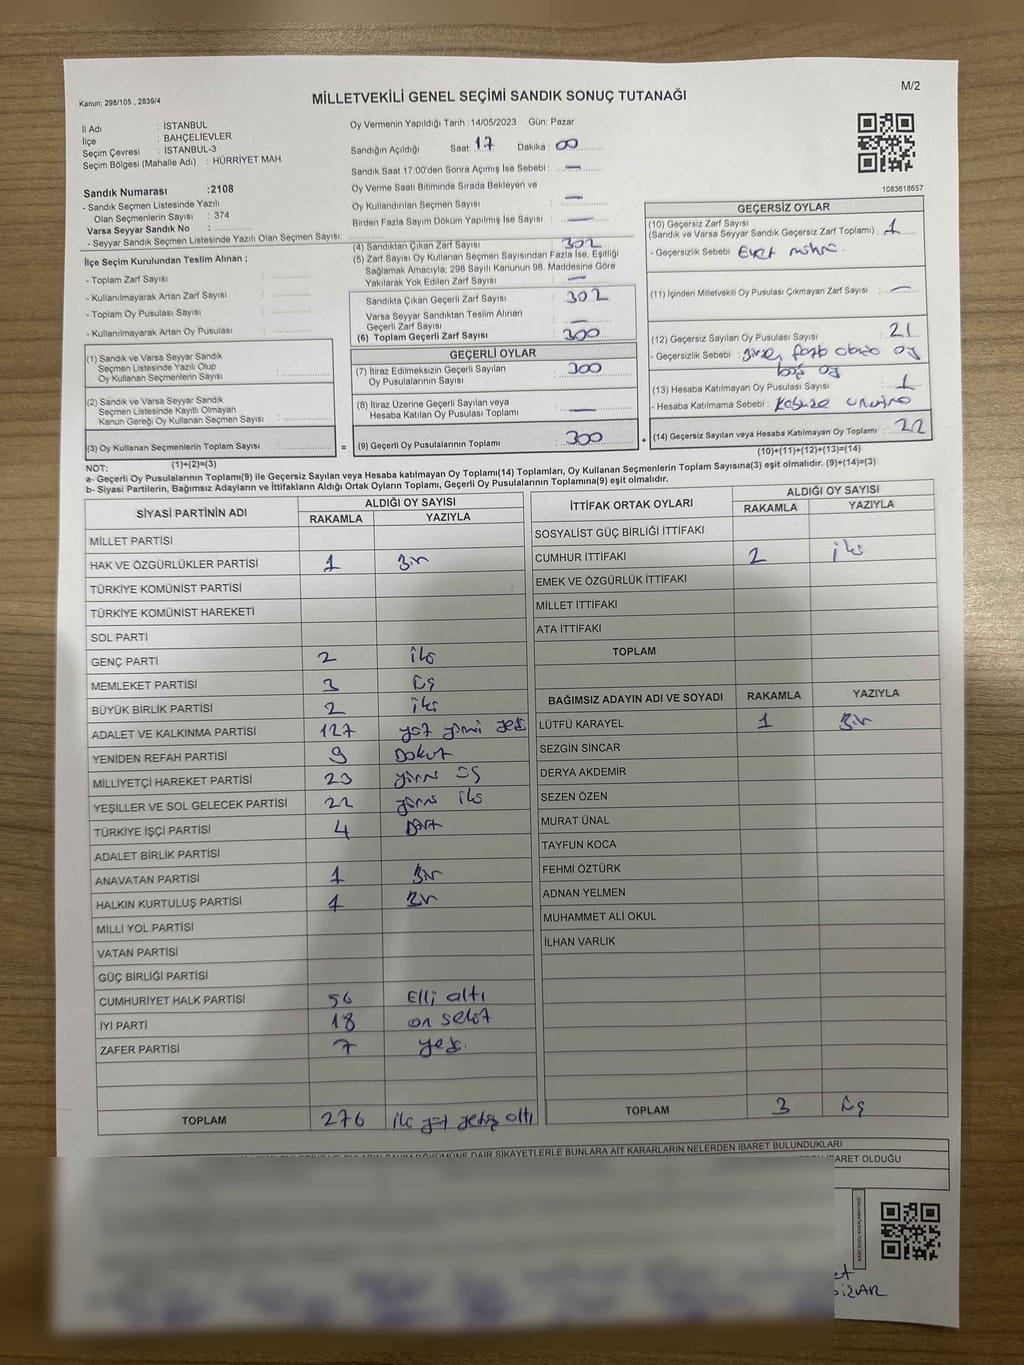 M/2
Kanun; 298/105 , 2839/4
MİLLETVEKİLİ GENEL SEÇİMİ SANDIK SONUÇ TUTANAĞI
İl Adı : İSTANBUL
İlçe : BAHÇELİEVLER
Seçim Çevresi : İSTANBUL-3
Seçim Bölgesi (Mahalle Adı) : HÜRRİYET MAH.
Sandık Numarası :2108
- Sandık Seçmen Listesinde Yazılı
Olan Seçmenlerin Sayısı : 374
Varsa Seyyar Sandık No :
- Seyyar Sandık Seçmen Listesinde Yazılı Olan Seçmen Sayısı:
İlçe Seçim Kurulundan Teslim Alınan ;
- Toplam Zarf Sayısı :
- Kullanılmayarak Artan Zarf Sayısı :
- Toplam Oy Pusulası Sayısı :
- Kullanılmayarak Artan Oy Pusulası :
(1) Sandık ve Varsa Seyyar Sandık
Seçmen Listesinde Yazılı Olup
Oy Kullanan Seçmenlerin Sayısı :
(2) Sandık ve Varsa Seyyar Sandık
Seçmen Listesinde Kayıtlı Olmayan
Kanun Gereği Oy Kullanan Seçmen Sayısı :
(3) Oy Kullanan Seçmenlerin Toplam Sayısı :
(1)+(2)=(3)
Oy Vermenin Yapıldığı Tarih :14/05/2023 Gün: Pazar
Sandığın Açıldığı Saat : 17 Dakika : 00
Sandık Saat 17:00'den Sonra Açılmış İse Sebebi : —
Oy Verme Saati Bitiminde Sırada Bekleyen ve
Oy Kullandırılan Seçmen Sayısı : —
Birden Fazla Sayım Döküm Yapılmış İse Sayısı : —
(4) Sandıktan Çıkan Zarf Sayısı : 302
(5) Zarf Sayısı Oy Kullanan Seçmen Sayısından Fazla İse, Eşitliği
Sağlamak Amacıyla; 298 Sayılı Kanunun 98. Maddesine Göre
Yakılarak Yok Edilen Zarf Sayısı : —
Sandıkta Çıkan Geçerli Zarf Sayısı : 302
Varsa Seyyar Sandıktan Teslim Alınan
Geçerli Zarf Sayısı : —
(6) Toplam Geçerli Zarf Sayısı : 300
GEÇERLİ OYLAR
(7) İtiraz Edilmeksizin Geçerli Sayılan
Oy Pusulalarının Sayısı : 300
(8) İtiraz Üzerine Geçerli Sayılan veya
Hesaba Katılan Oy Pusulası Toplamı : —
= (9) Geçerli Oy Pusulalarının Toplamı : 300 +
1083618657
GEÇERSİZ OYLAR
(10) Geçersiz Zarf Sayısı
(Sandık ve Varsa Seyyar Sandık Geçersiz Zarf Toplamı) : 1
- Geçersizlik Sebebi : Evet mührü
(11) İçinden Milletvekili Oy Pusulası Çıkmayan Zarf Sayısı : —
(12) Geçersiz Sayılan Oy Pusulası Sayısı : 21
- Geçersizlik Sebebi : fazla oy
boş oy
(13) Hesaba Katılmayan Oy Pusulası Sayısı : 1
- Hesaba Katılmama Sebebi :
(14) Geçersiz Sayılan veya Hesaba Katılmayan Oy Toplamı : 22
(10)+(11)+(12)+(13)=(14)
NOT:
a- Geçerli Oy Pusulalarının Toplamı(9) ile Geçersiz Sayılan veya Hesaba katılmayan Oy Toplamı(14) Toplamları, Oy Kullanan Seçmenlerin Toplam Sayısına(3) eşit olmalıdır. (9)+(14)=(3)
b- Siyasi Partilerin, Bağımsız Adayların ve İttifakların Aldığı Ortak Oyların Toplamı, Geçerli Oy Pusulalarının Toplamına(9) eşit olmalıdır.
SİYASİ PARTİNİN ADI ALDIĞI OY SAYISI
RAKAMLA YAZIYLA
MİLLET PARTİSİ
HAK VE ÖZGÜRLÜKLER PARTİSİ 1 Bir
TÜRKİYE KOMÜNİST PARTİSİ
TÜRKİYE KOMÜNİST HAREKETİ
SOL PARTİ
GENÇ PARTİ 2 iki
MEMLEKET PARTİSİ 3 üç
BÜYÜK BİRLİK PARTİSİ 2 iki
ADALET VE KALKINMA PARTİSİ 127 yüz yirmi yedi
YENİDEN REFAH PARTİSİ 9 Dokuz
MİLLİYETÇİ HAREKET PARTİSİ 23 yirmi üç
YEŞİLLER VE SOL GELECEK PARTİSİ 22 yirmi iki
TÜRKİYE İŞÇİ PARTİSİ 4 Dört
ADALET BİRLİK PARTİSİ
ANAVATAN PARTİSİ 1 Bir
HALKIN KURTULUŞ PARTİSİ 1 Bir
MİLLİ YOL PARTİSİ
VATAN PARTİSİ
GÜÇ BİRLİĞİ PARTİSİ
CUMHURİYET HALK PARTİSİ 56 Elli altı
İYİ PARTİ 18 on sekiz
ZAFER PARTİSİ 7 yedi
TOPLAM 276 iki yüz yetmiş altı
İTTİFAK ORTAK OYLARI ALDIĞI OY SAYISI
RAKAMLA YAZIYLA
SOSYALİST GÜÇ BİRLİĞİ İTTİFAKI
CUMHUR İTTİFAKI 2 iki
EMEK VE ÖZGÜRLÜK İTTİFAKI
MİLLET İTTİFAKI
ATA İTTİFAKI
TOPLAM
BAĞIMSIZ ADAYIN ADI VE SOYADI RAKAMLA YAZIYLA
LÜTFÜ KARAYEL 1 Bir
SEZGİN SİNCAR
DERYA AKDEMİR
SEZEN ÖZEN
MURAT ÜNAL
TAYFUN KOCA
FEHMİ ÖZTÜRK
ADNAN YELMEN
MUHAMMET ALİ OKUL
İLHAN VARLIK
TOPLAM 3 üç
DAİR ŞİKAYETLERLE BUNLARA AİT KARARLARIN NELERDEN İBARET BULUNDUKLARI
İBARET OLDUĞU